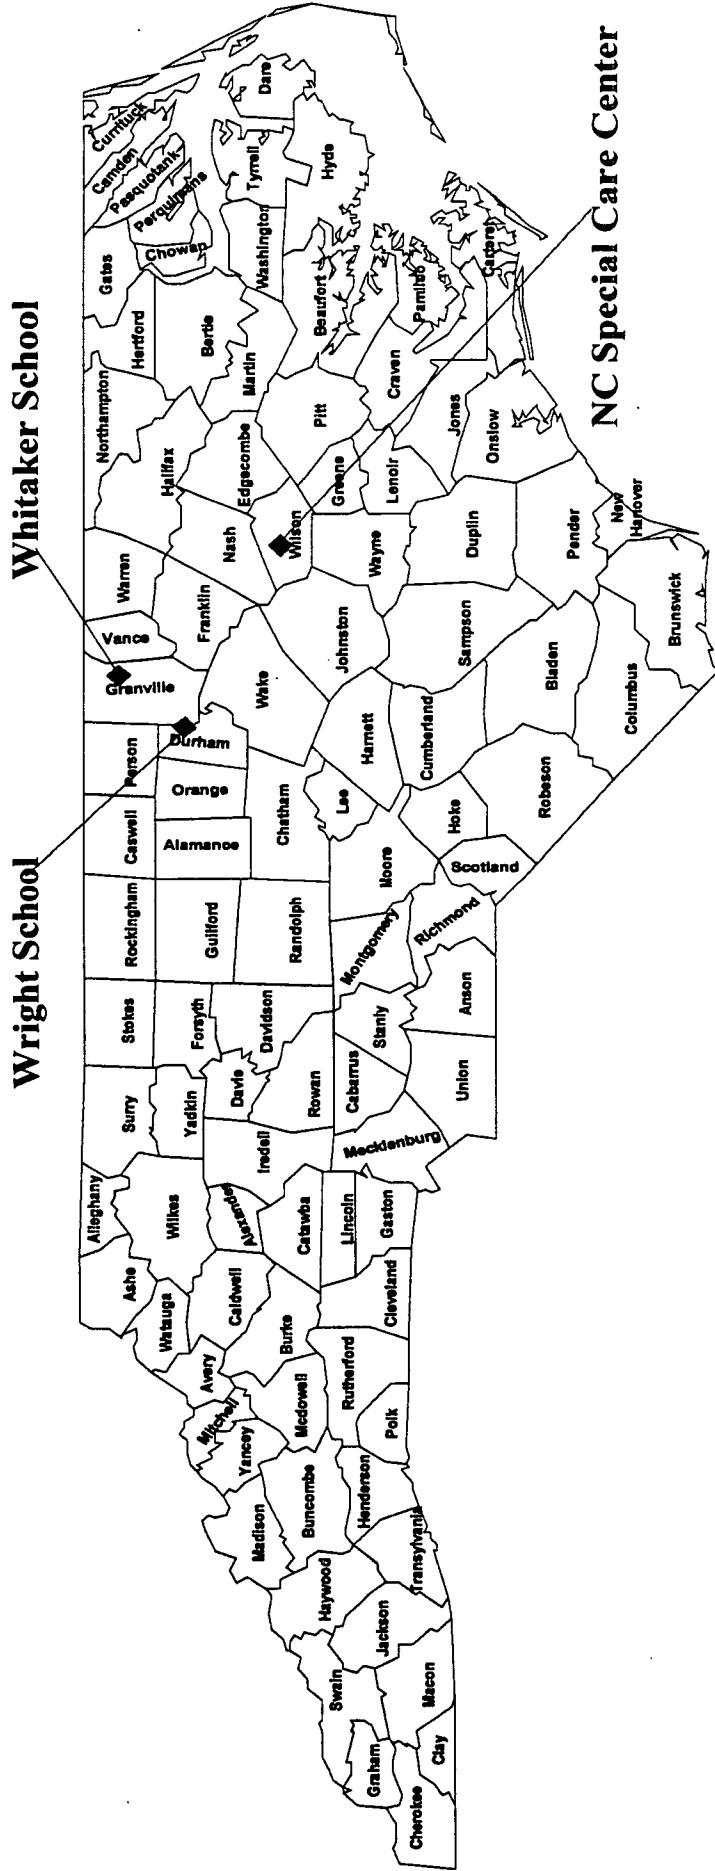 Whitaker School
Wright School
NC Special Care Center
Alleghany
Ashe
Surry
Stokes
Rockingham
Caswell
Person
Granville
Vance
Warren
Northampton
Hertford
Gates
Currituck
Camden
Pasquotank
Perquimans
Chowan
Watauga
Wilkes
Yadkin
Forsyth
Guilford
Alamance
Orange
Durham
Franklin
Nash
Halifax
Edgecombe
Bertie
Martin
Washington
Tyrrell
Dare
Mitchell
Avery
Yancey
Caldwell
Alexander
Iredell
Davie
Davidson
Randolph
Chatham
Wake
Wilson
Pitt
Beaufort
Hyde
Madison
Buncombe
Mcdowell
Burke
Catawba
Rowan
Lee
Johnston
Greene
Haywood
Swain
Graham
Cherokee
Clay
Macon
Jackson
Transylvania
Henderson
Polk
Rutherford
Cleveland
Lincoln
Gaston
Mecklenburg
Cabarrus
Stanly
Montgomery
Moore
Harnett
Wayne
Lenoir
Craven
Pamlico
Carteret
Jones
Onslow
Union
Anson
Richmond
Scotland
Hoke
Cumberland
Sampson
Duplin
Robeson
Bladen
Pender
New
Hanover
Columbus
Brunswick